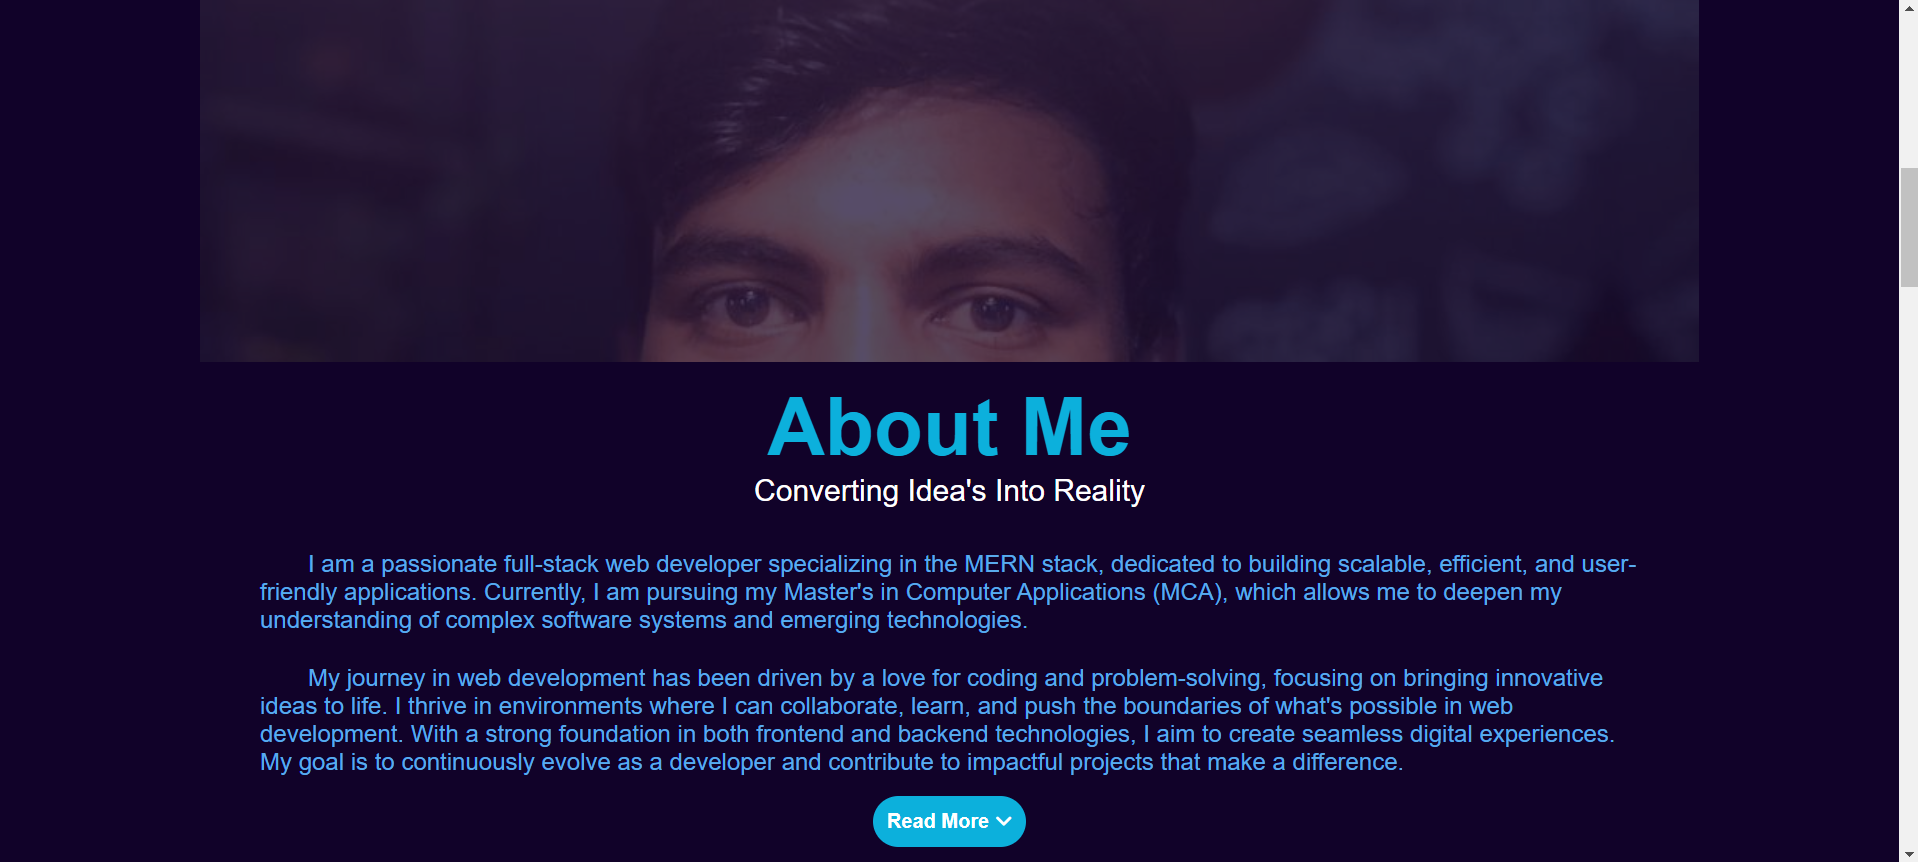 About Me
Converting Idea's Into Reality
I am a passionate full-stack web developer specializing in the MERN stack, dedicated to building scalable, efficient, and user-
friendly applications. Currently, I am pursuing my Master's in Computer Applications (MCA), which allows me to deepen my
understanding of complex software systems and emerging technologies.
My journey in web development has been driven by a love for coding and problem-solving, focusing on bringing innovative
ideas to life. I thrive in environments where I can collaborate, learn, and push the boundaries of what's possible in web
development. With a strong foundation in both frontend and backend technologies, I aim to create seamless digital experiences.
My goal is to continuously evolve as a developer and contribute to impactful projects that make a difference.
Read More